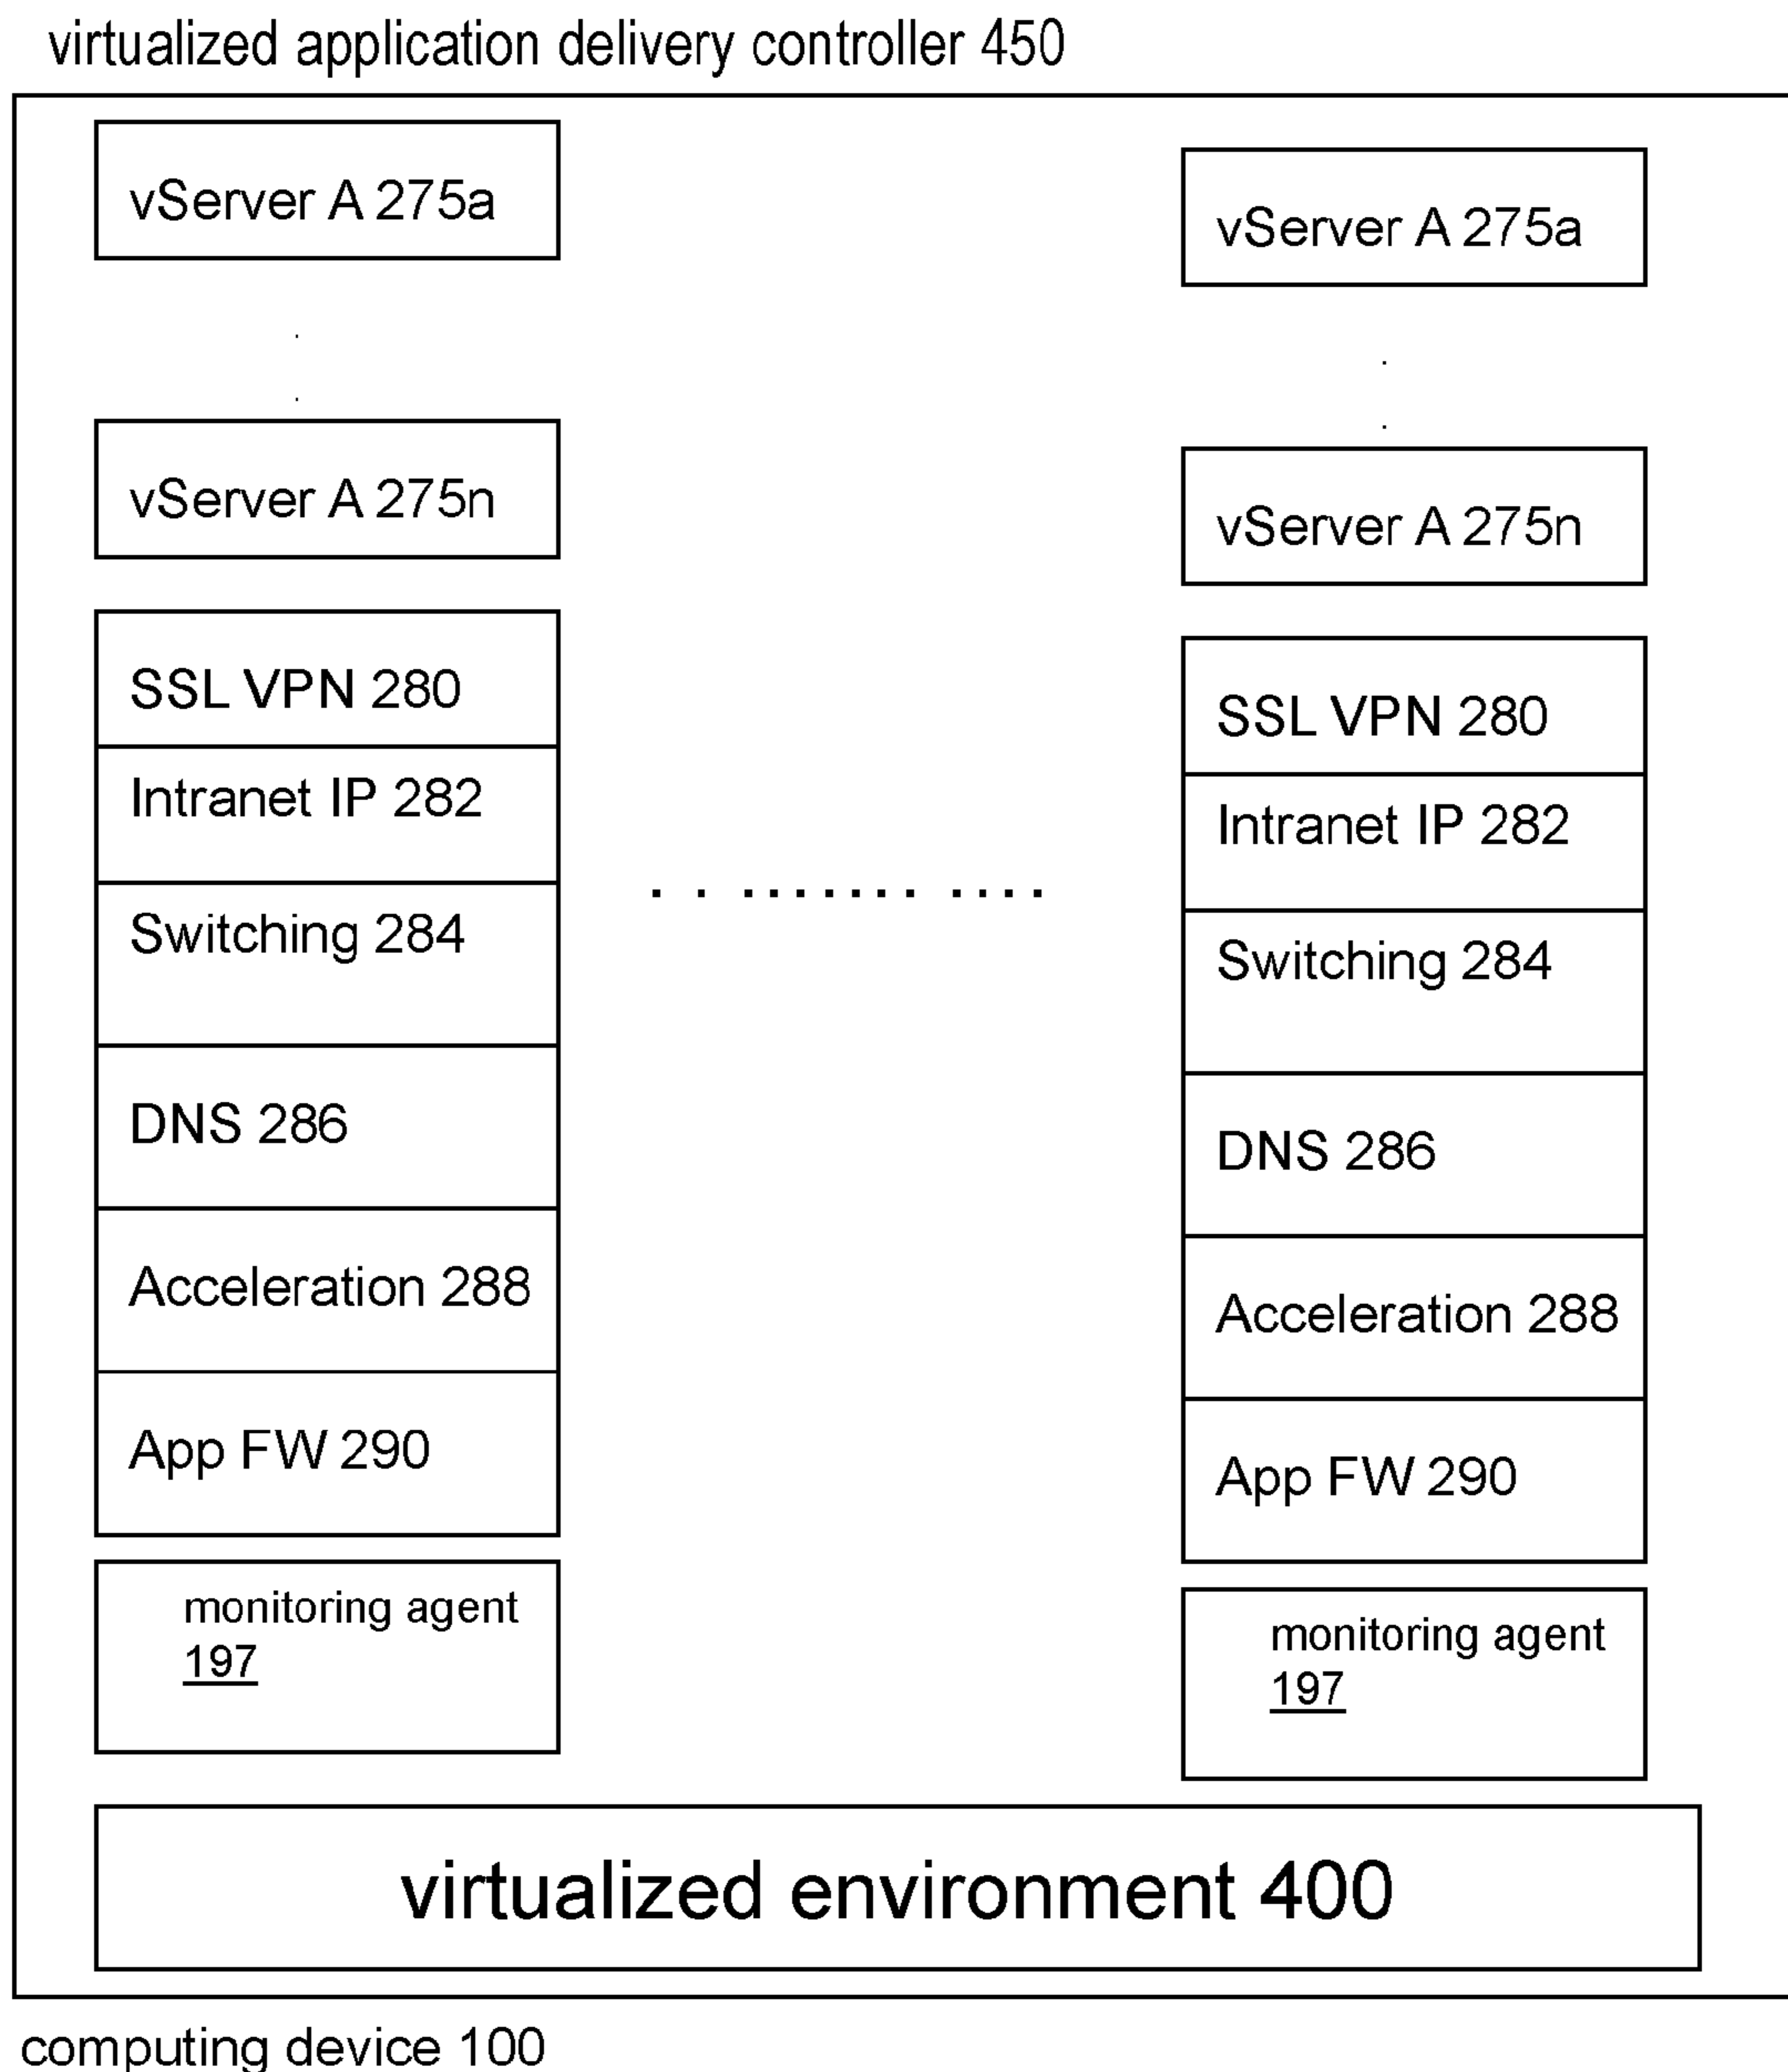 virtualized application delivery controller 450
vServer A 275a
vServer A 275n
SSL VPN 280
Intranet IP 282
Switching 284
DNS 286
Acceleration 288
App FW 290
monitoring agent
197
vServer A 275a
vServer A 275n
SSL VPN 280
Intranet IP 282
Switching 284
DNS 286
Acceleration 288
App FW 290
monitoring agent
197
virtualized environment 400
computing device 100